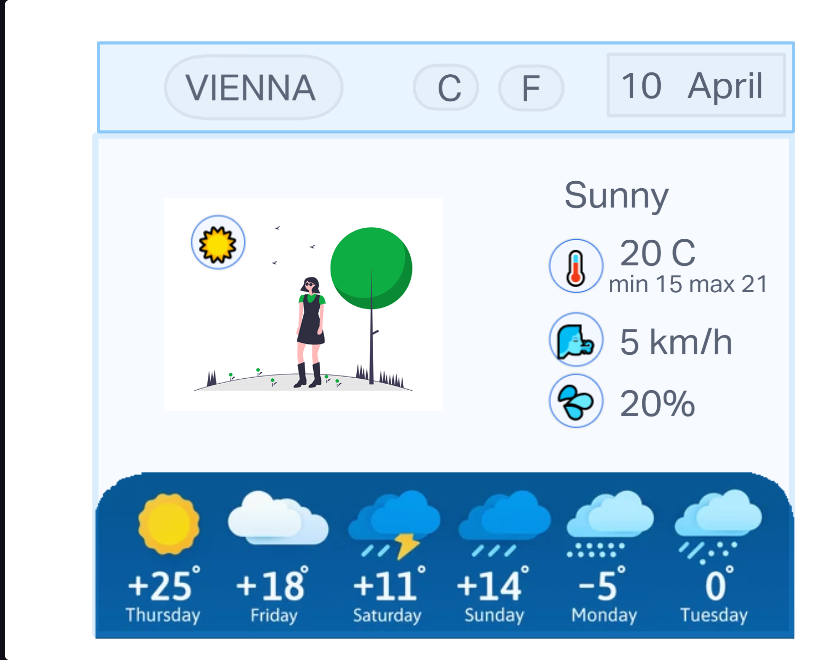 VIENNA C F 10 April
Sunny
20 C
min 15 max 21
5 km/h
20%
+25° +18° +11° +14° -5° 0°
Thursday Friday Saturday Sunday Monday Tuesday